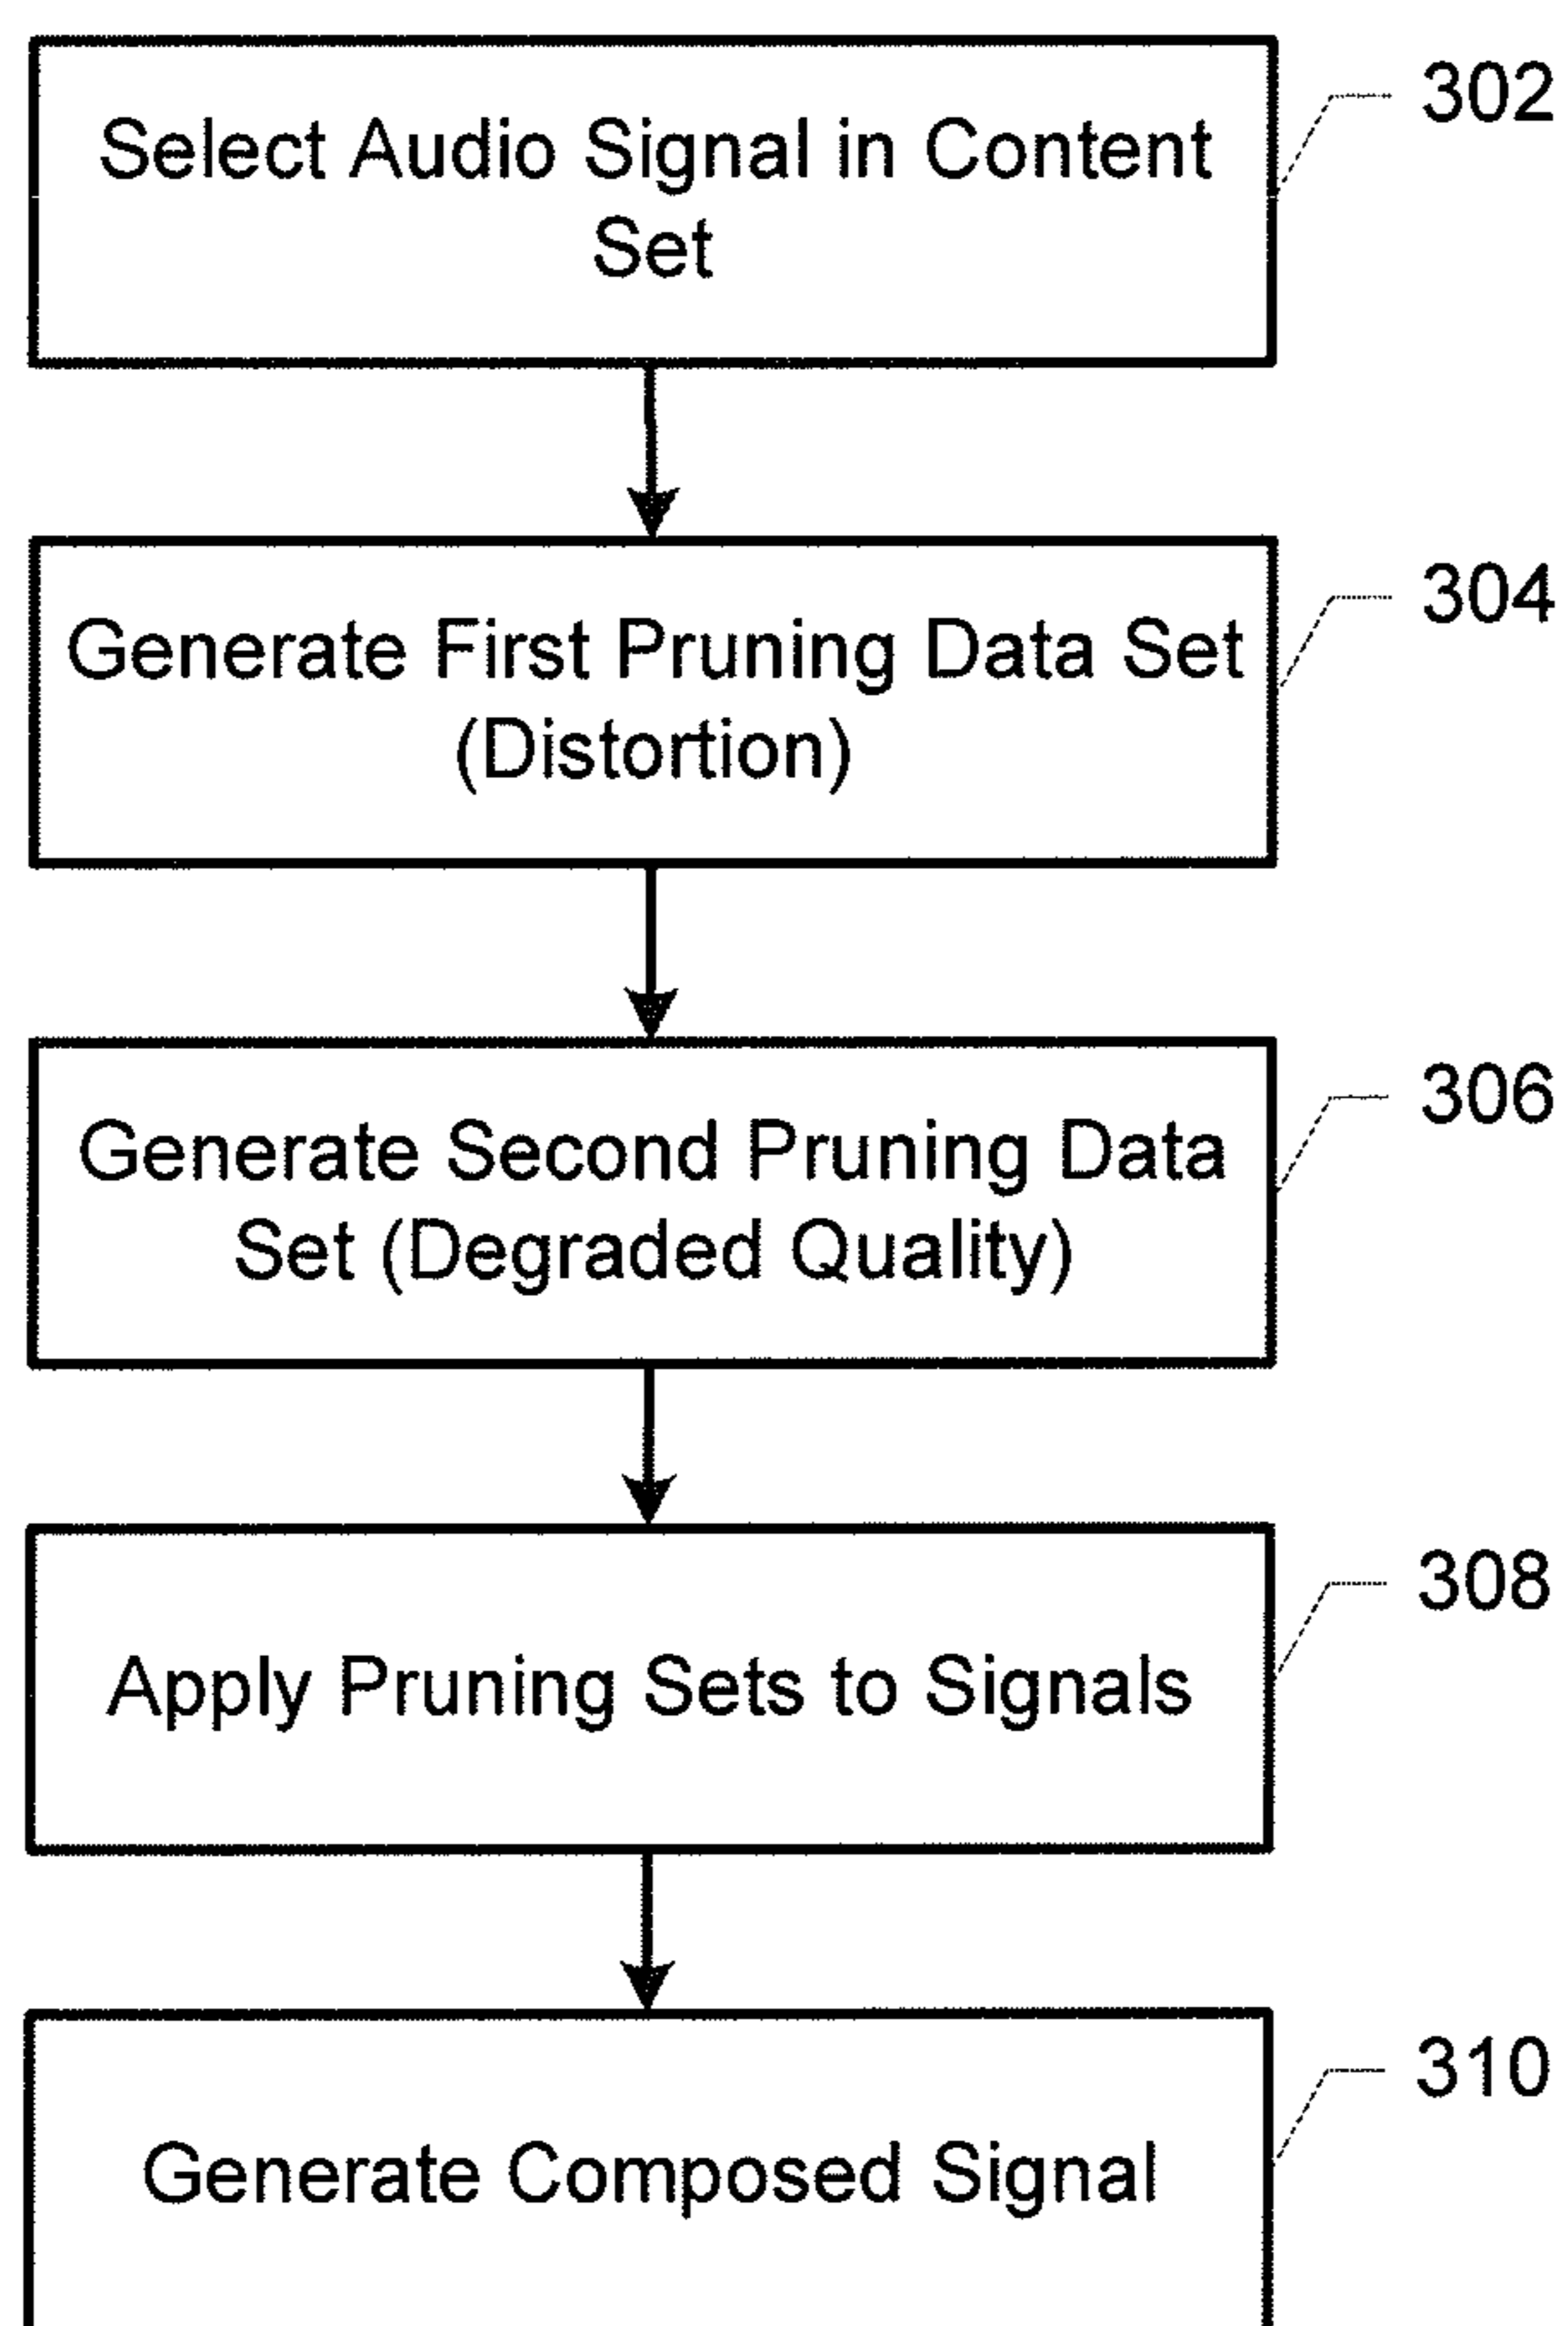 302
Select Audio Signal in Content
Set
304
Generate First Pruning Data Set
(Distortion)
306
Generate Second Pruning Data
Set (Degraded Quality)
308
Apply Pruning Sets to Signals
310
Generate Composed Signal